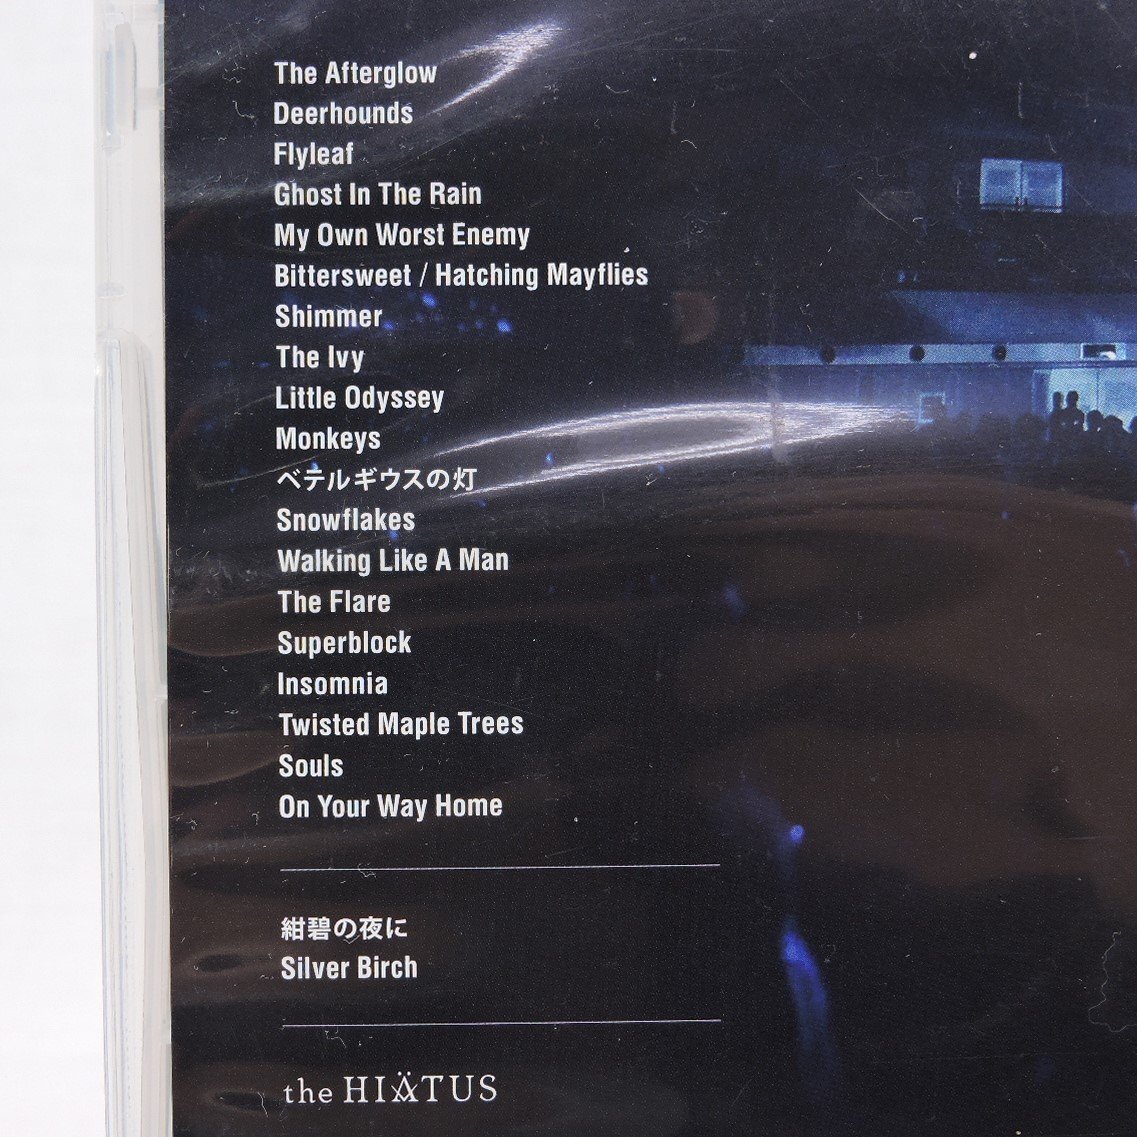 The Afterglow
Deerhounds
Flyleaf
Ghost In The Rain
My Own Worst Enemy
Bittersweet / Hatching Mayflies
Shimmer
The Ivy
Little Odyssey
Monkeys
ベテルギウスの灯
Snowflakes
Walking Like A Man
The Flare
Superblock
Insomnia
Twisted Maple Trees
Souls
On Your Way Home
紺碧の夜に
Silver Birch
the HIÄTUS